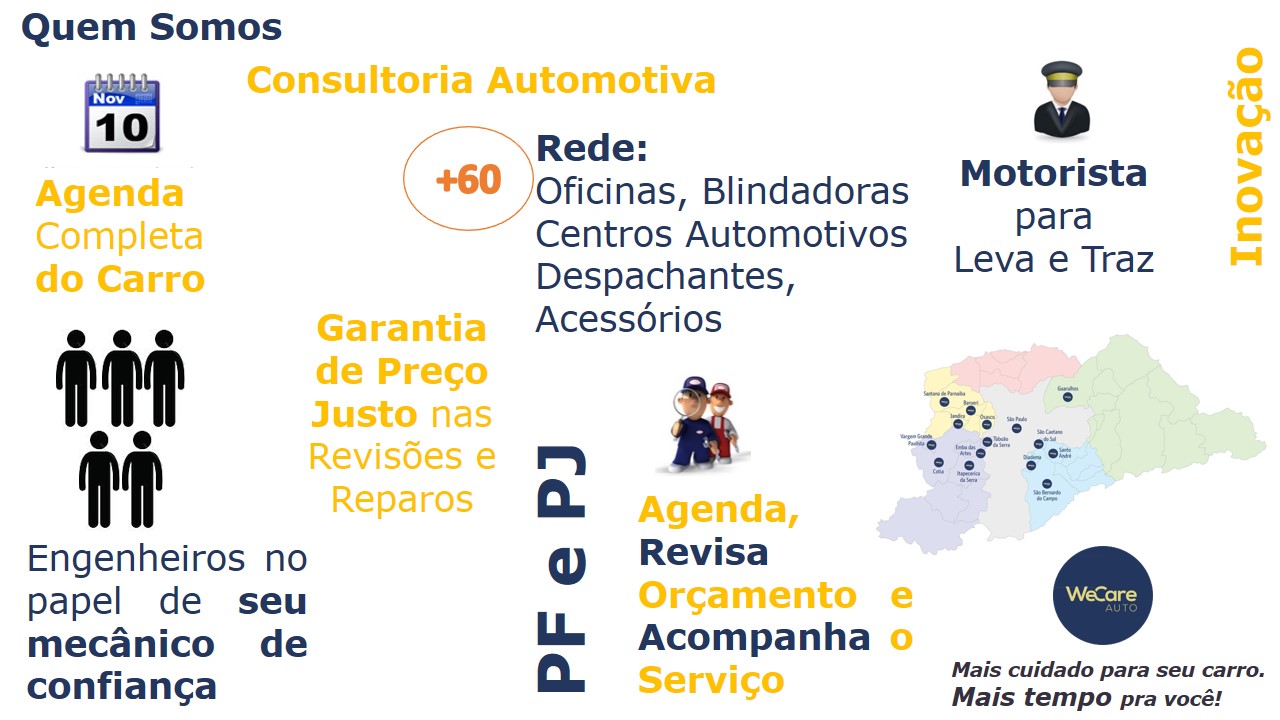 Quem Somos
Nov
10
Agenda
Completa
do Carro
Consultoria Automotiva
+60
Rede:
Oficinas, Blindadoras
Centros Automotivos
Despachantes,
Acessórios
Motorista
para
Leva e Traz
Inovação
Garantia
de Preço
Justo nas
Revisões e
Reparos
Engenheiros no
papel de seu
mecânico de
confiança
PF e PJ
Agenda,
Revisa
Orçamento e
Acompanha o
Serviço
Guarulhos
Santana de Parnaíba
Barueri
Jandira
Osasco
São Paulo
Vargem Grande
Paulista
Cotia
Embu das
Artes
Taboão
da Serra
Itapecerica
da Serra
São Caetano
do Sul
Santo
André
Diadema
São Bernardo
do Campo
WeCare
AUTO
Mais cuidado para seu carro.
Mais tempo pra você!